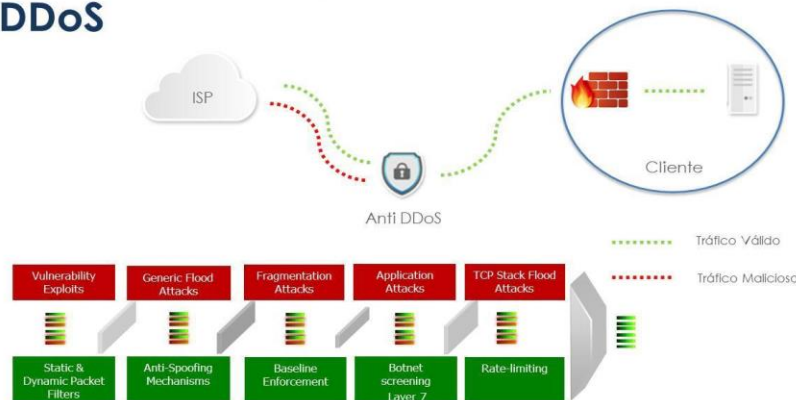 DDoS
ISP
Cliente
Anti DDoS
Tráfico Válido
Tráfico Malicioso
Vulnerability
Exploits
Generic Flood
Attacks
Fragmentation
Attacks
Application
Attacks
TCP Stack Flood
Attacks
Static &
Dynamic Packet
Filters
Anti-Spoofing
Mechanisms
Baseline
Enforcement
Botnet
screening
Layer 7
Rate-limiting